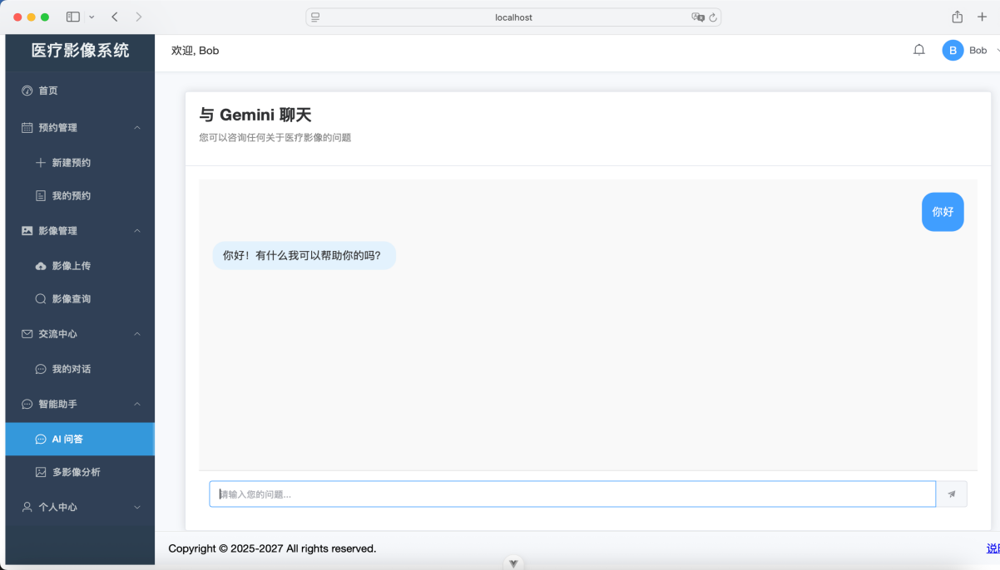 localhost
医疗影像系统
欢迎, Bob
B
Bob
首页
预约管理
新建预约
我的预约
影像管理
影像上传
影像查询
交流中心
我的对话
智能助手
AI 问答
多影像分析
个人中心
与 Gemini 聊天
您可以咨询任何关于医疗影像的问题
你好
你好！有什么我可以帮助你的吗?
请输入您的问题...
Copyright © 2025-2027 All rights reserved.